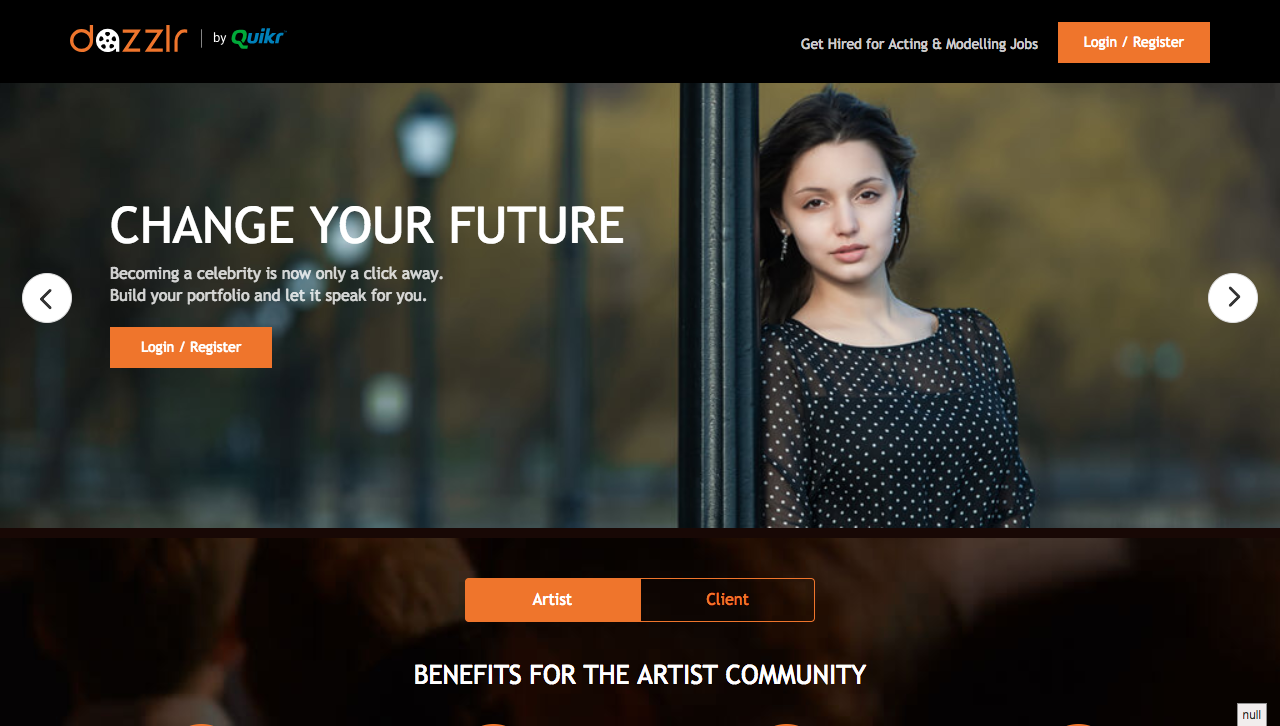 dazzlr
by Quikr
Get Hired for Acting & Modelling Jobs
Login / Register
CHANGE YOUR FUTURE
Becoming a celebrity is now only a click away.
Build your portfolio and let it speak for you.
Login / Register
Artist
Client
BENEFITS FOR THE ARTIST COMMUNITY
null